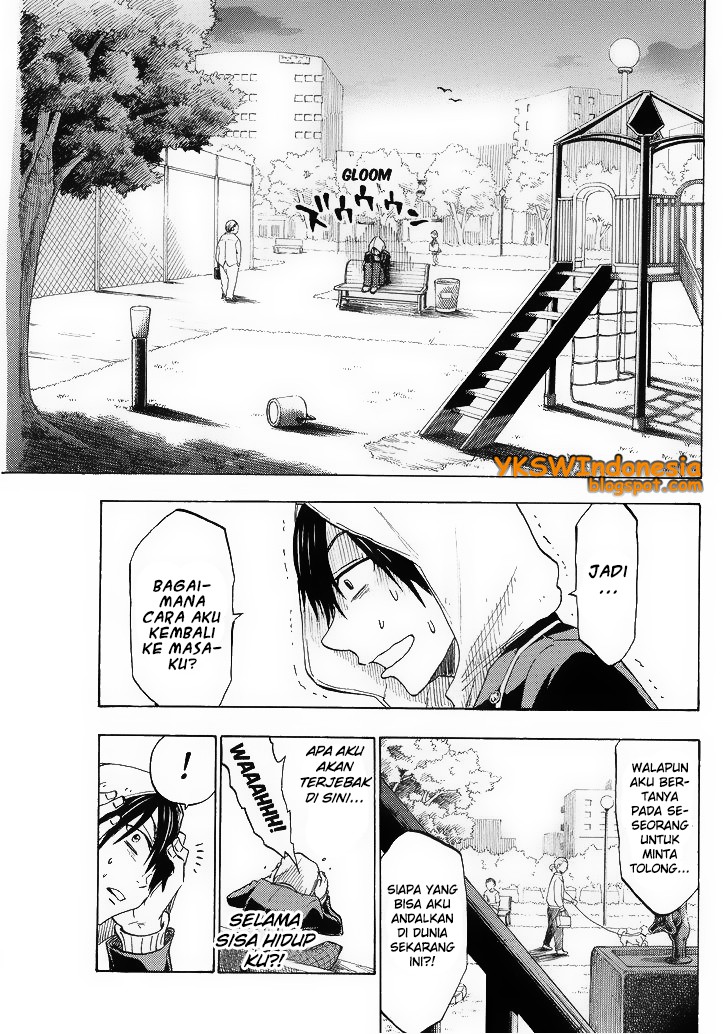 GLOOM
ズウウウン
YKSWIndonesia
blogspot.com
JADI
...
BAGAI-
MANA
CARA AKU
KEMBALI
KE MASA-
KU?
WALAPUN
AKU BER-
TANYA
PADA SE-
SEORANG
UNTUK
MINTA
TOLONG...
SIAPA YANG
BISA AKU
ANDALKAN
DI DUNIA
SEKARANG
INI?!
APA AKU
AKAN
TERJEBAK
DI SINI...
WAAAHHH!
SELAMA
SISA HIDUP
KU?!
!